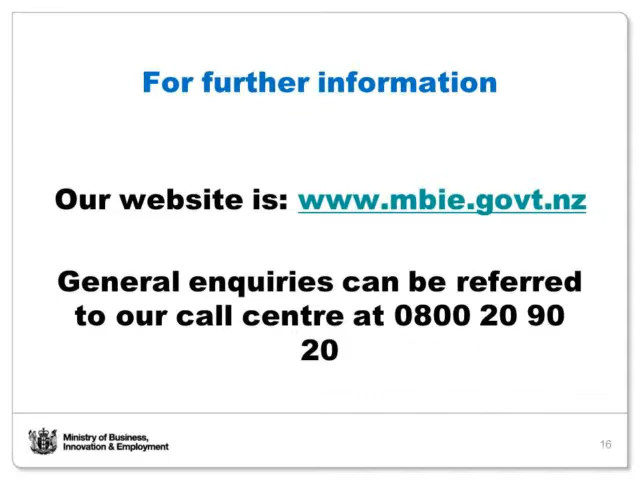 For further information
Our website is: www.mbie.govt.nz
General enquiries can be referred
to our call centre at 0800 20 90
20
Ministry of Business,
Innovation & Employment
16